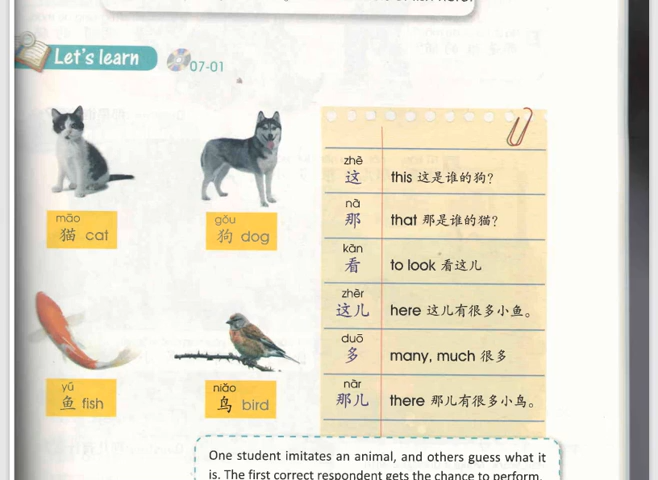 Let's learn
07-01
māo
猫 cat
gǒu
狗 dog
yú
鱼 fish
niǎo
鸟 bird
zhè
这 this 这是谁的狗?
nà
那 that 那是谁的猫?
kàn
看 to look 看这儿
zhèr
这儿 here 这儿有很多小鱼。
duō
多 many, much 很多
nàr
那儿 there 那儿有很多小鸟。
One student imitates an animal, and others guess what it
is. The first correct respondent gets the chance to perform.